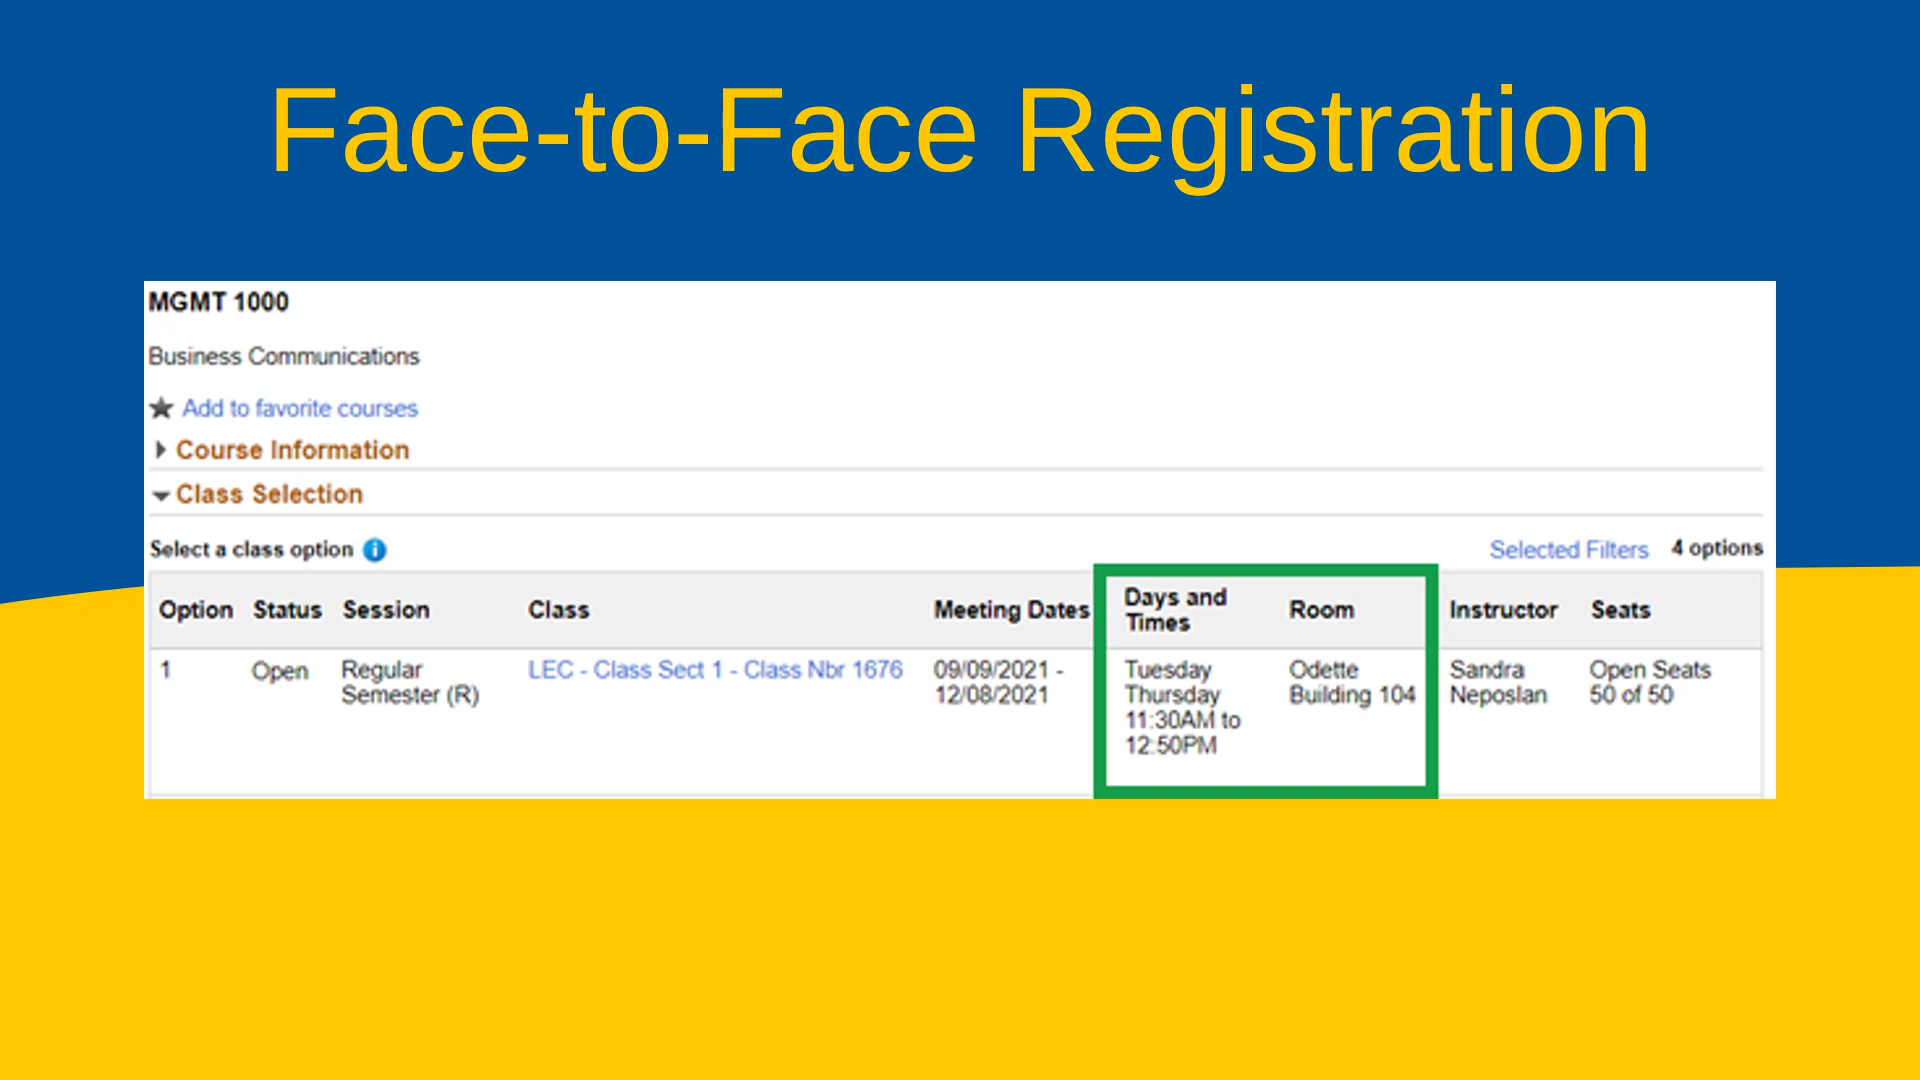 Face-to-Face Registration
MGMT 1000
Business Communications
Add to favorite courses
Course Information
Class Selection
Select a class option
Selected Filters 4 options
Option Status Session Class Meeting Dates Days and Times Room Instructor Seats
1 Open Regular Semester (R) LEC - Class Sect 1 - Class Nbr 1676 09/09/2021 - 12/08/2021 Tuesday Thursday 11:30AM to 12:50PM Odette Building 104 Sandra Neposlan Open Seats 50 of 50